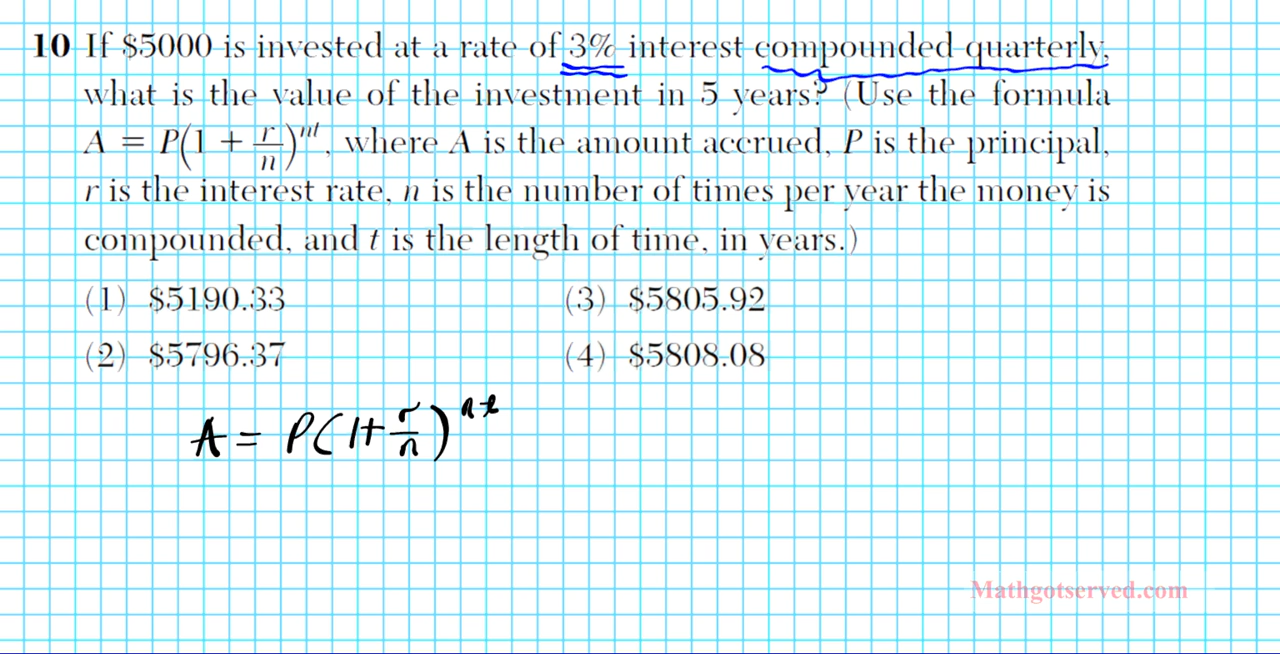 10 If $5000 is invested at a rate of 3% interest compounded quarterly,
what is the value of the investment in 5 years? (Use the formula
A = P(1 + r/n)^nt, where A is the amount accrued, P is the principal,
r is the interest rate, n is the number of times per year the money is
compounded, and t is the length of time, in years.)
(1) $5190.33 (3) $5805.92
(2) $5796.37 (4) $5808.08
A = P(1+r/n)^nt
Mathgotserved.com